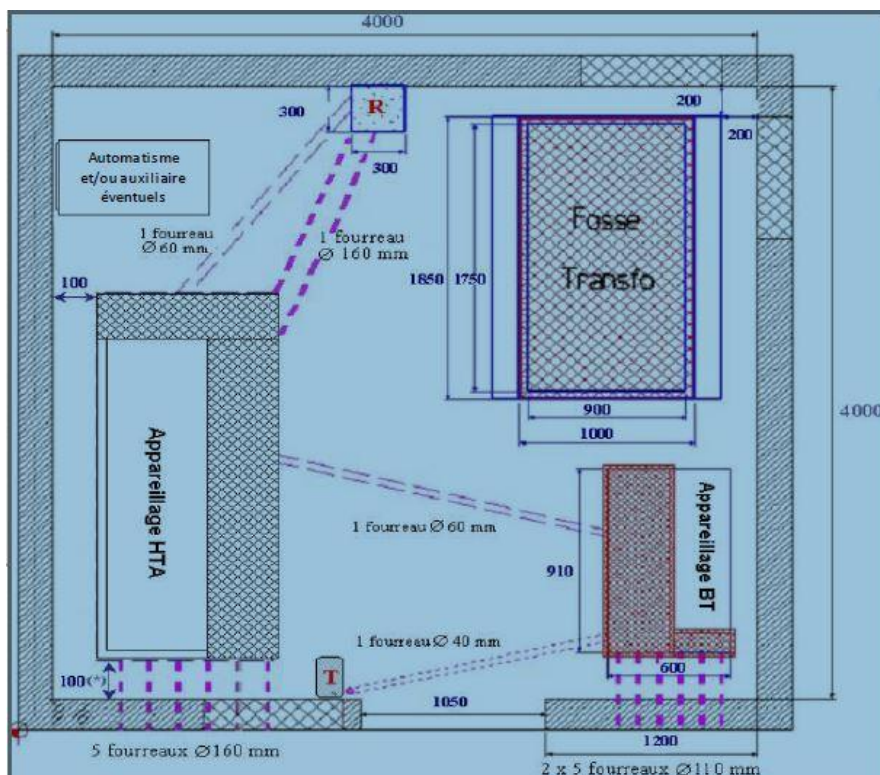 4000
300
R
300
200
200
Automatisme
et/ou auxiliaire
éventuels
1 fourreau
Ø 60 mm
1 fourreau
Ø 160 mm
Fosse
Transfo
1850
1750
100
900
1000
4000
Appareillage HTA
1 fourreau Ø 60 mm
910
Appareillage BT
1 fourreau Ø 40 mm
T
600
100(*)
1050
5 fourreaux Ø160 mm
1200
2 x 5 fourreaux Ø110 mm